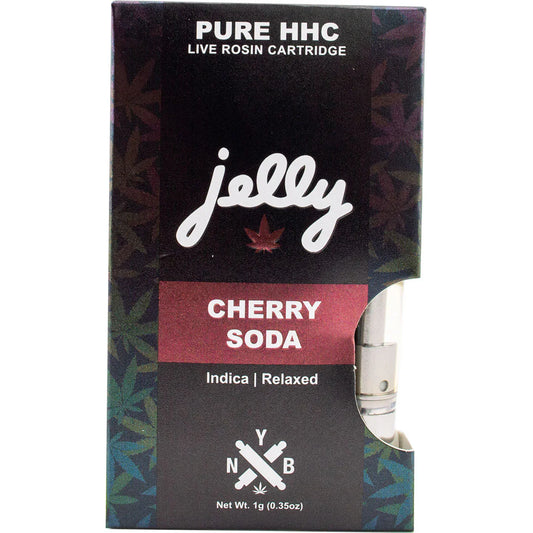 PURE HHC
LIVE ROSIN CARTRIDGE
jelly
CHERRY
SODA
Indica | Relaxed
Y
N B
Net Wt. 1g (0.35oz)